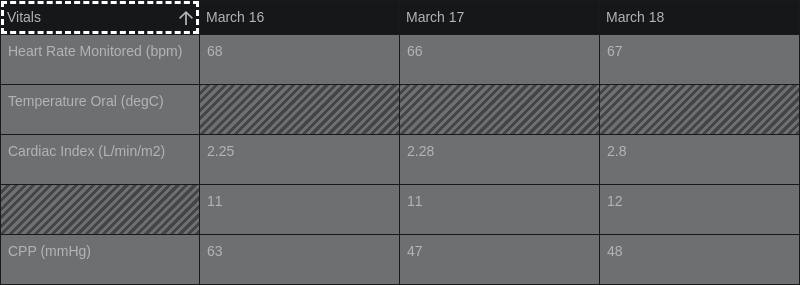 Vitals March 16 March 17 March 18
Heart Rate Monitored (bpm) 68 66 67
Temperature Oral (degC)
Cardiac Index (L/min/m2) 2.25 2.28 2.8
11 11 12
CPP (mmHg) 63 47 48